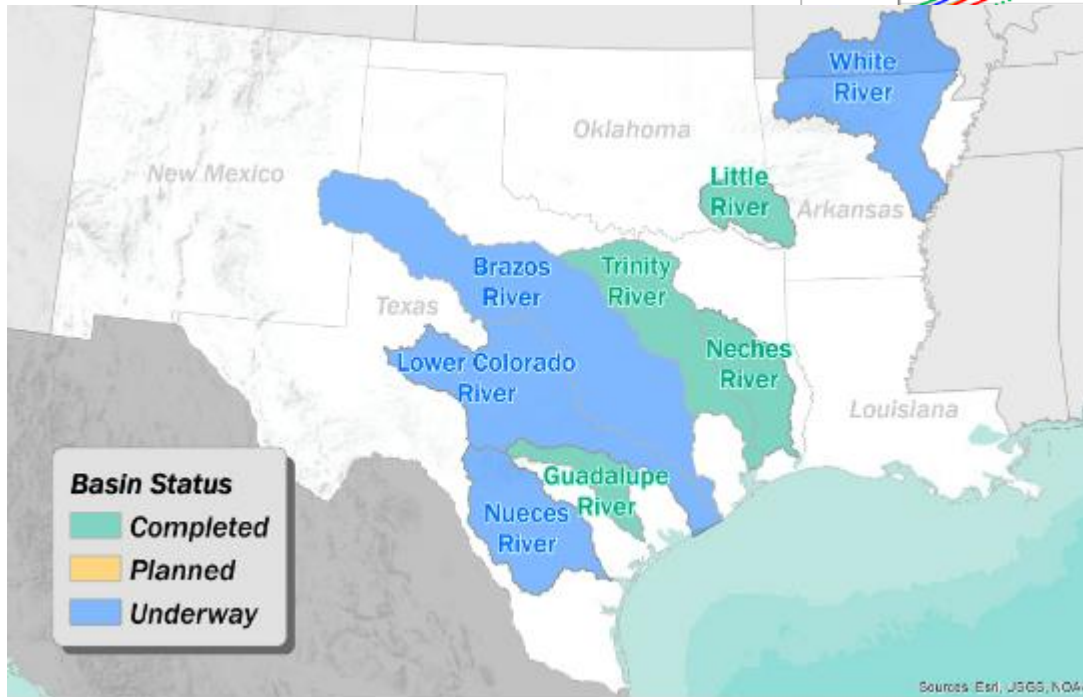 White
River
Oklahoma
New Mexico
Little
River
Arkansas
Brazos
River
Trinity
River
Texas
Lower Colorado
River
Neches
River
Louisiana
Guadalupe
River
Nueces
River
Basin Status
Completed
Planned
Underway
Sources: Esri, USGS, NOA